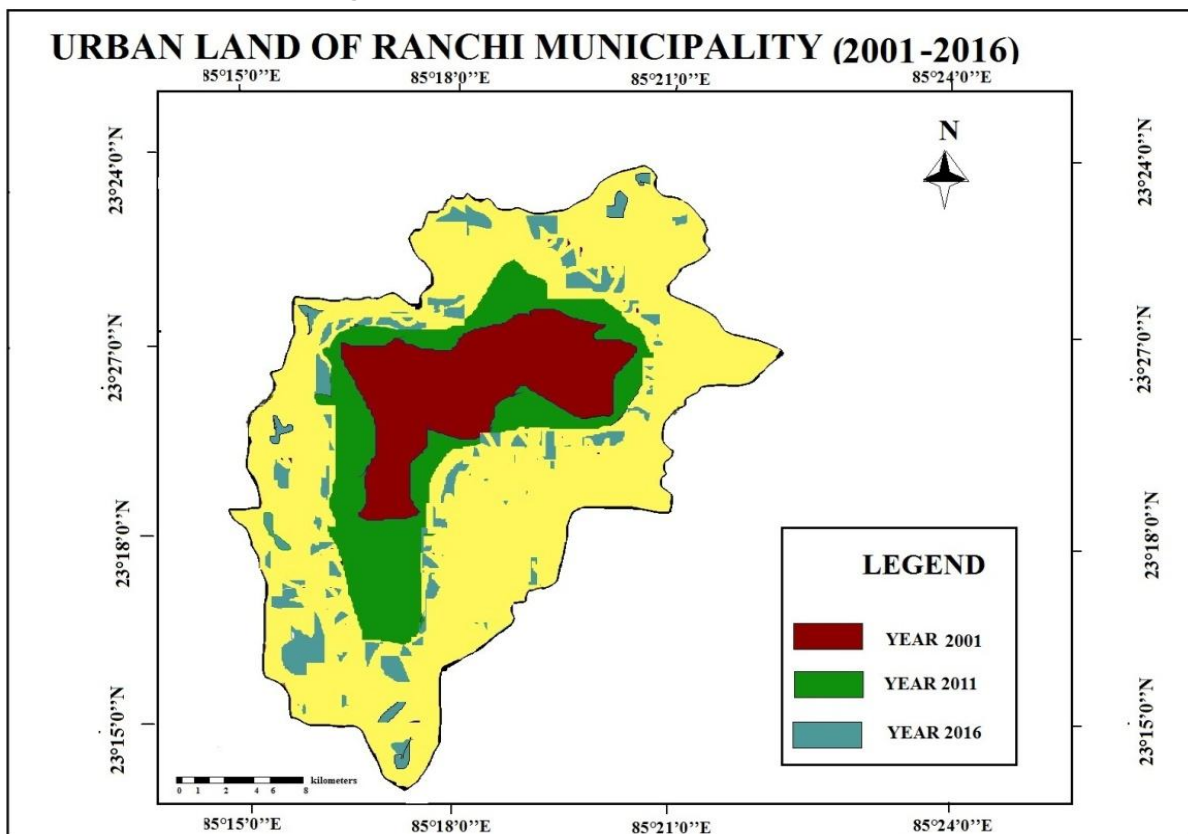 URBAN LAND OF RANCHI MUNICIPALITY (2001-2016)
85°15'0’’E 85°18'0’’E 85°21'0’’E 85°24'0’’E
N
23°24’0’’N 23°24’0’’N
23°27’0’’N 23°27’0’’N
23°18’0’’N 23°18’0’’N
23°15’0’’N 23°15’0’’N
LEGEND
YEAR 2001
YEAR 2011
YEAR 2016
kilometers
0 1 2 4 6 8
85°15'0’’E 85°18'0’’E 85°21'0’’E 85°24'0’’E